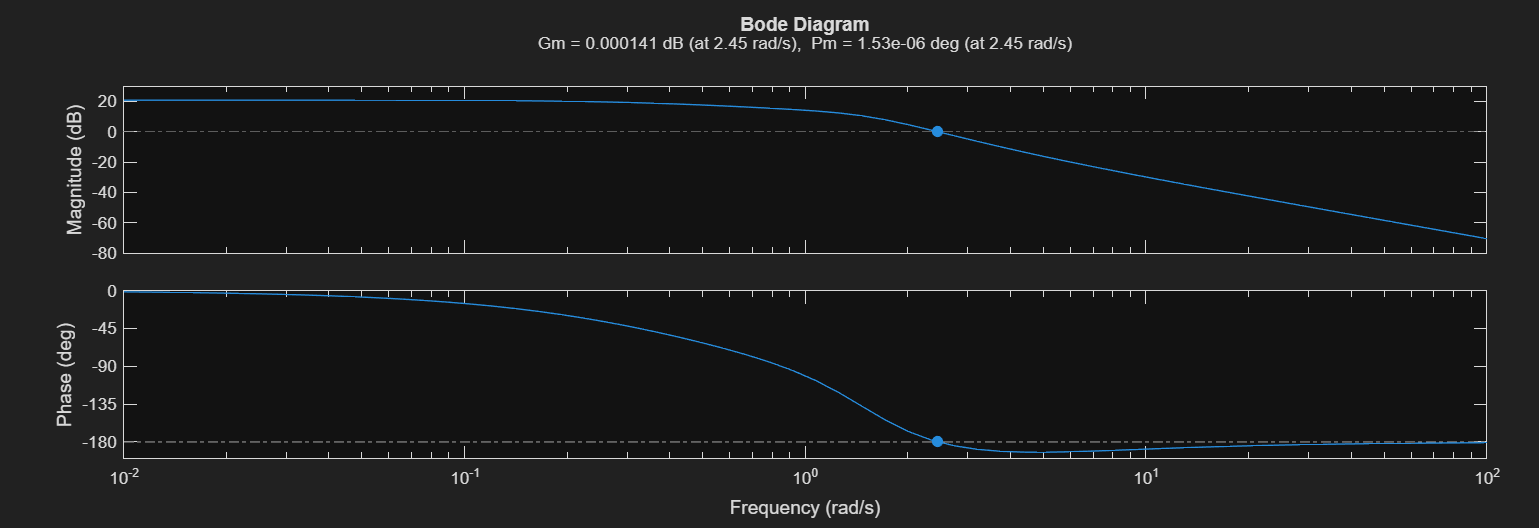 Bode Diagram
Gm = 0.000141 dB (at 2.45 rad/s),  Pm = 1.53e-06 deg (at 2.45 rad/s)
Magnitude (dB)
20
0
-20
-40
-60
-80
Phase (deg)
0
-45
-90
-135
-180
10-2 10-1 100 101 102
Frequency (rad/s)